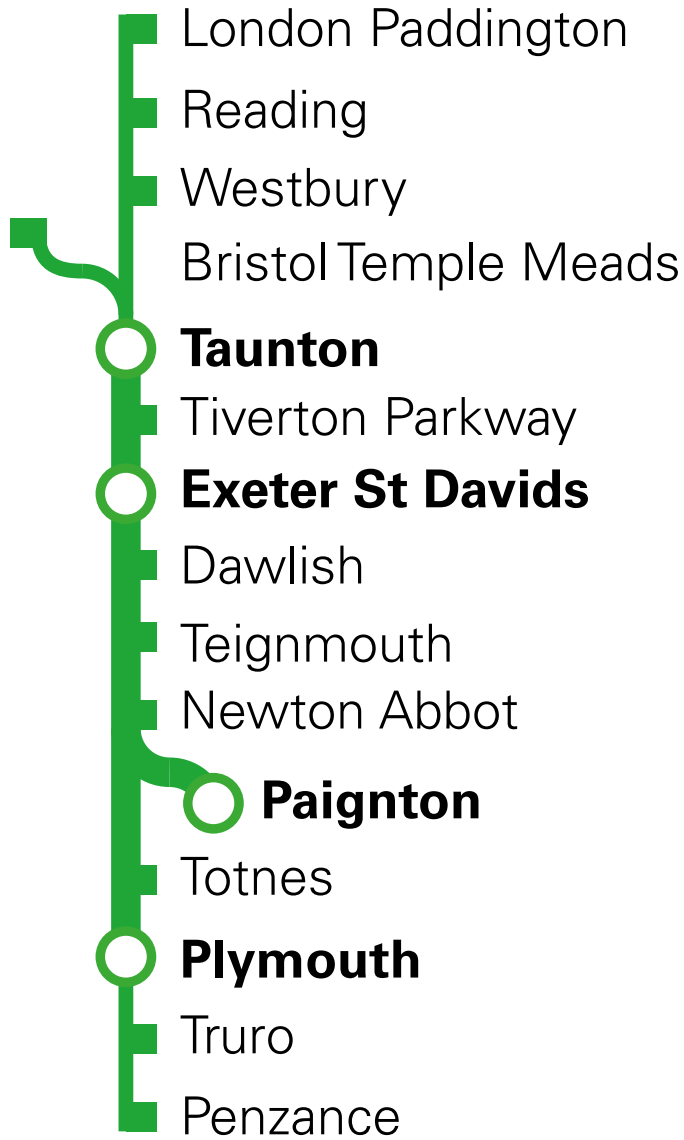 London Paddington
Reading
Westbury
Bristol Temple Meads
Taunton
Tiverton Parkway
Exeter St Davids
Dawlish
Teignmouth
Newton Abbot
Paignton
Totnes
Plymouth
Truro
Penzance